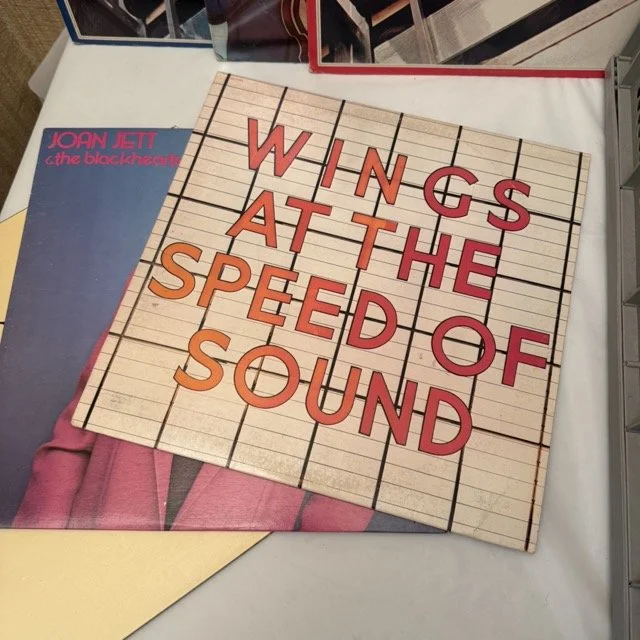 JOAN JETT
& the blackhearts
WINGS
AT THE
SPEED OF
SOUND